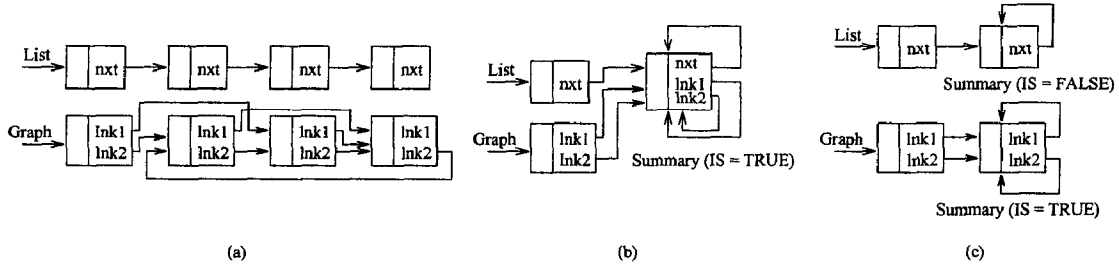 List
nxt
nxt
nxt
nxt
Graph
lnk1
lnk2
lnk1
lnk2
lnk1
lnk2
lnk1
lnk2
(a)
List
nxt
nxt
lnk1
lnk2
Graph
lnk1
lnk2
Summary (IS = TRUE)
(b)
List
nxt
nxt
Summary (IS = FALSE)
Graph
lnk1
lnk2
lnk1
lnk2
Summary (IS = TRUE)
(c)